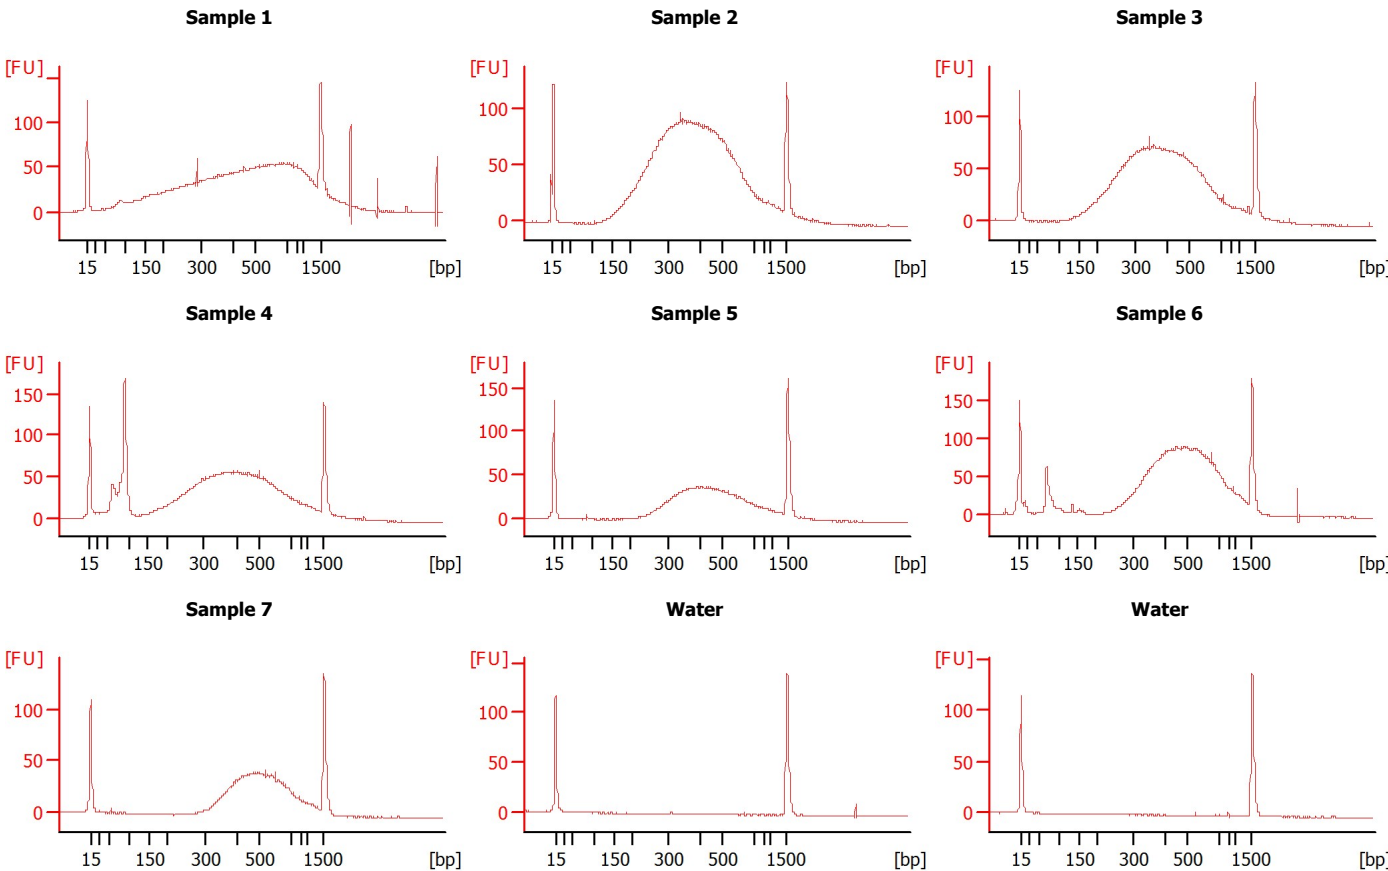 Sample 1 Sample 2 Sample 3
[FU] [FU] [FU]
100 100 100
50 50 50
0 0 0
15 150 300 500 1500 [bp] 15 150 300 500 1500 [bp] 15 150 300 500 1500 [bp]
Sample 4 Sample 5 Sample 6
[FU] [FU] [FU]
150 150 150
100 100 100
50 50 50
0 0 0
15 150 300 500 1500 [bp] 15 150 300 500 1500 [bp] 15 150 300 500 1500 [bp]
Sample 7 Water Water
[FU] [FU] [FU]
100 100 100
50 50 50
0 0 0
15 150 300 500 1500 [bp] 15 150 300 500 1500 [bp] 15 150 300 500 1500 [bp]